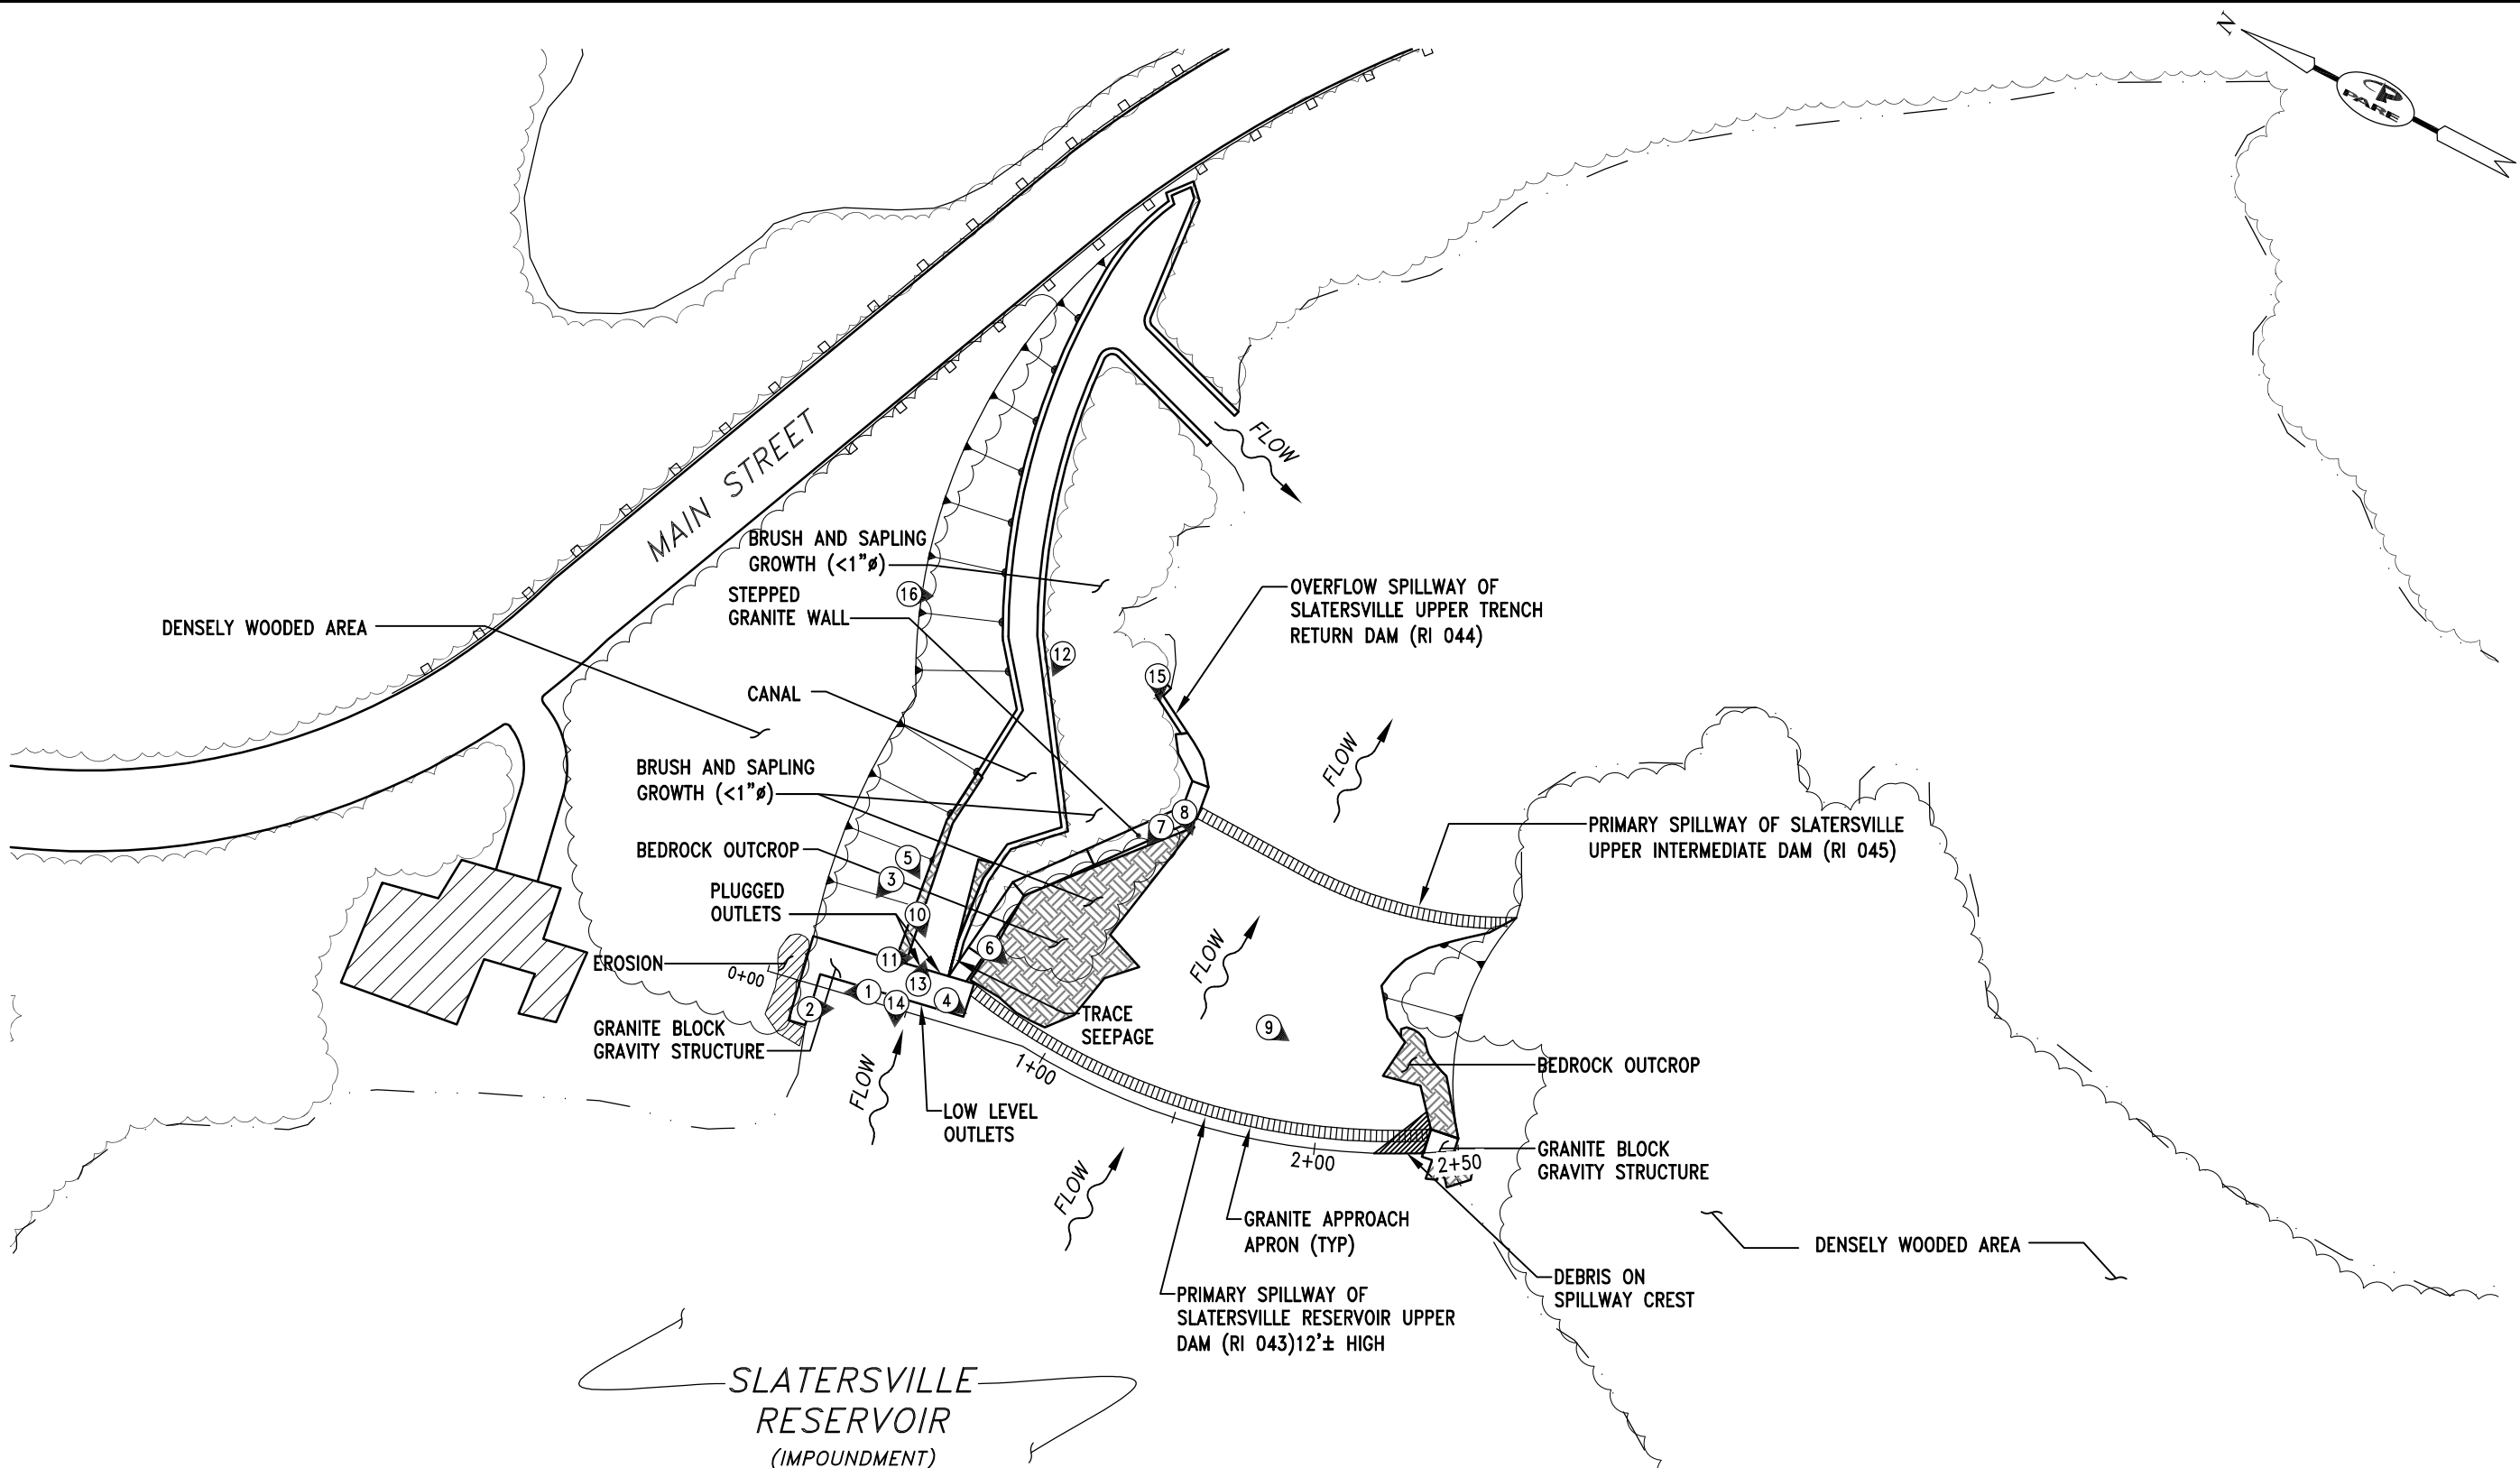 N
PARE
MAIN STREET
FLOW
BRUSH AND SAPLING
GROWTH (<1"ø)
STEPPED
GRANITE WALL
16
OVERFLOW SPILLWAY OF
SLATERSVILLE UPPER TRENCH
RETURN DAM (RI 044)
DENSELY WOODED AREA
12
15
CANAL
FLOW
BRUSH AND SAPLING
GROWTH (<1"ø)
8
7
PRIMARY SPILLWAY OF SLATERSVILLE
UPPER INTERMEDIATE DAM (RI 045)
BEDROCK OUTCROP
5
3
PLUGGED
OUTLETS
10
6
11
FLOW
EROSION
0+00
13
1
14
4
2
TRACE
SEEPAGE
9
GRANITE BLOCK
GRAVITY STRUCTURE
1+00
BEDROCK OUTCROP
FLOW
LOW LEVEL
OUTLETS
2+00
2+50
GRANITE BLOCK
GRAVITY STRUCTURE
FLOW
GRANITE APPROACH
APRON (TYP)
DENSELY WOODED AREA
DEBRIS ON
SPILLWAY CREST
PRIMARY SPILLWAY OF
SLATERSVILLE RESERVOIR UPPER
DAM (RI 043)12'± HIGH
SLATERSVILLE
RESERVOIR
(IMPOUNDMENT)